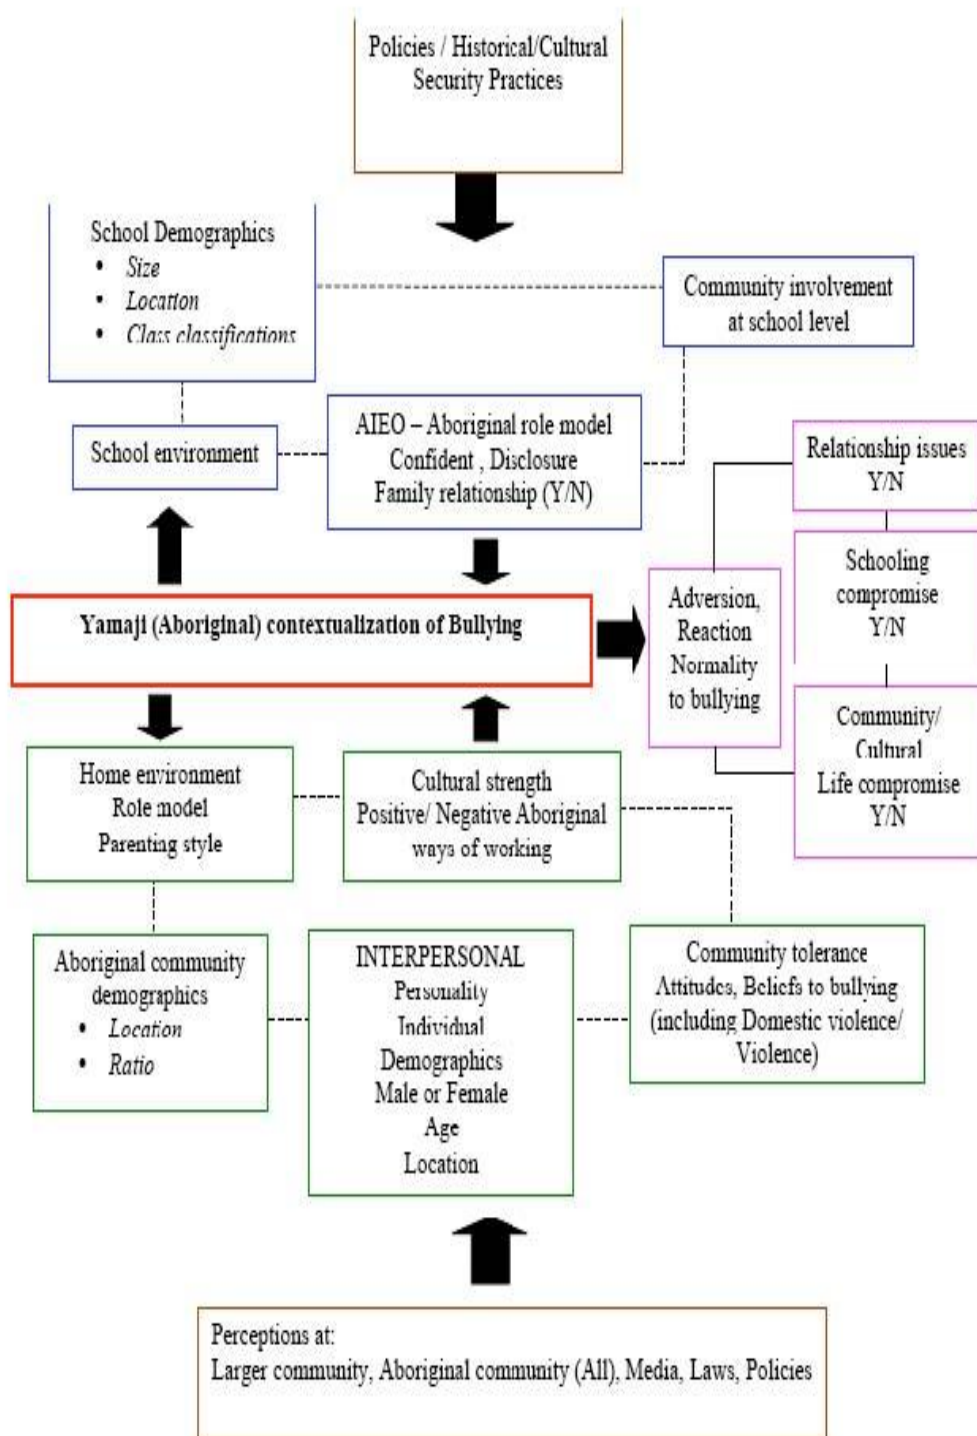 Policies / Historical/Cultural
Security Practices
School Demographics
• Size
• Location
• Class classifications
Community involvement
at school level
School environment
AIEO – Aboriginal role model
Confident , Disclosure
Family relationship (Y/N)
Relationship issues
Y/N
Schooling
compromise
Y/N
Yamaji (Aboriginal) contextualization of Bullying
Adversion,
Reaction
Normality
to bullying
Community/
Cultural
Life compromise
Y/N
Home environment
Role model
Parenting style
Cultural strength
Positive/ Negative Aboriginal
ways of working
Aboriginal community
demographics
• Location
• Ratio
INTERPERSONAL
Personality
Individual
Demographics
Male or Female
Age
Location
Community tolerance
Attitudes, Beliefs to bullying
(including Domestic violence/
Violence)
Perceptions at:
Larger community, Aboriginal community (All), Media, Laws, Policies